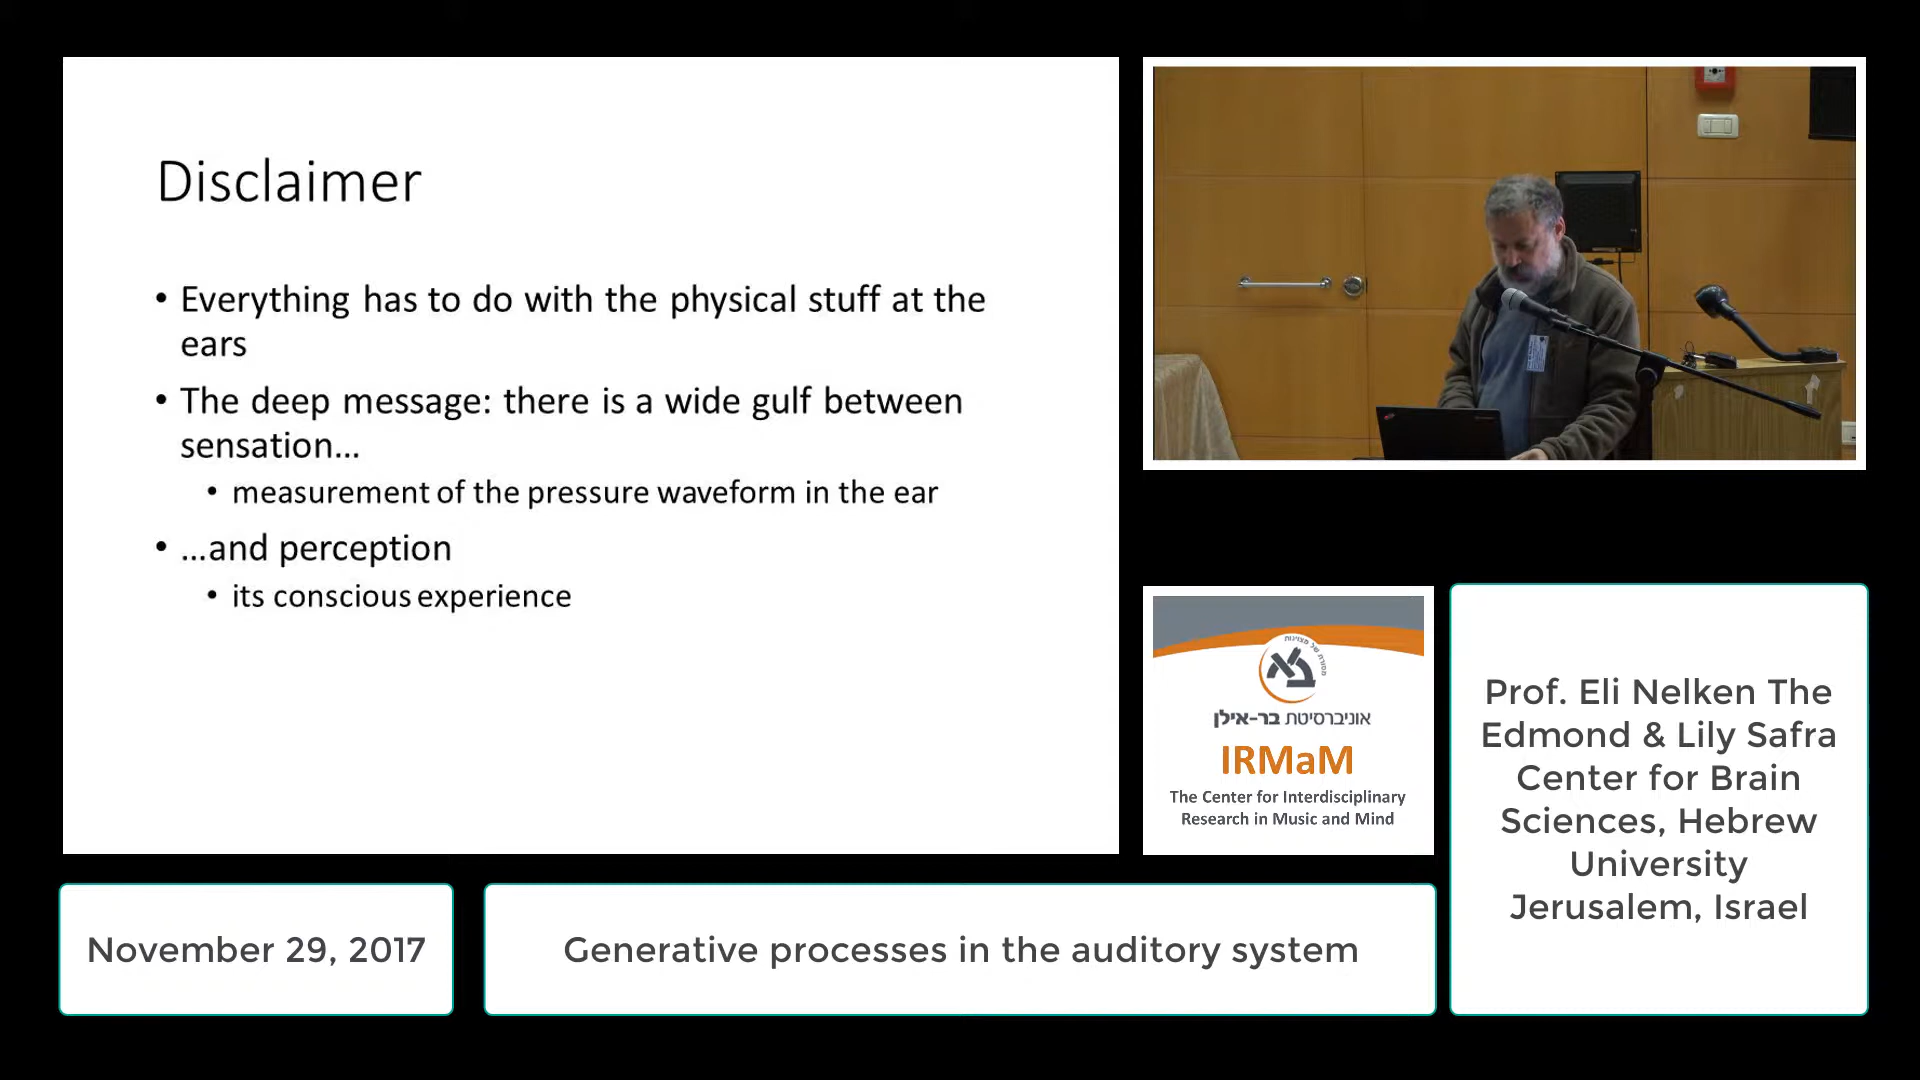 Disclaimer
• Everything has to do with the physical stuff at the
ears
• The deep message: there is a wide gulf between
sensation...
• measurement of the pressure waveform in the ear
• ...and perception
• its conscious experience
מסורת של מצוינות
אוניברסיטת בר-אילן
IRMaM
The Center for Interdisciplinary
Research in Music and Mind
Prof. Eli Nelken The
Edmond & Lily Safra
Center for Brain
Sciences, Hebrew
University
Jerusalem, Israel
November 29, 2017
Generative processes in the auditory system